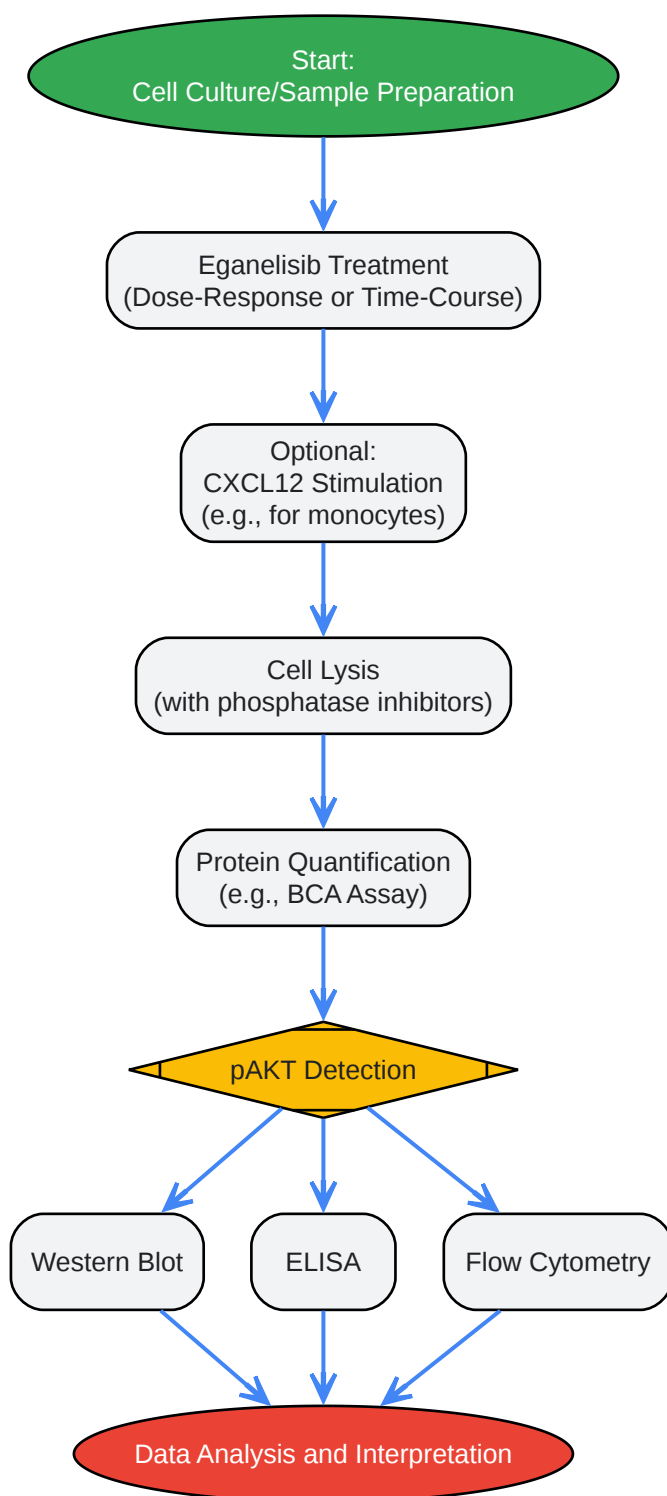 Start:
Cell Culture/Sample Preparation
Eganelisib Treatment
(Dose-Response or Time-Course)
Optional:
CXCL12 Stimulation
(e.g., for monocytes)
Cell Lysis
(with phosphatase inhibitors)
Protein Quantification
(e.g., BCA Assay)
pAKT Detection
Western Blot
ELISA
Flow Cytometry
Data Analysis and Interpretation